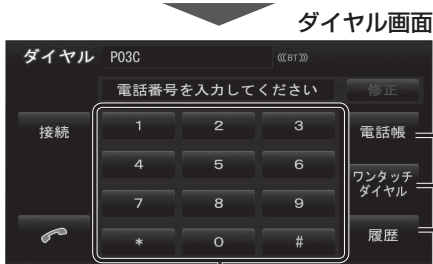 ダイヤル画面
ダイヤル P03C (((BT)))
電話番号を入力してください 修正
接続 1 2 3 電話帳
4 5 6 ワンタッチ
ダイヤル
7 8 9
* 0 # 履歴